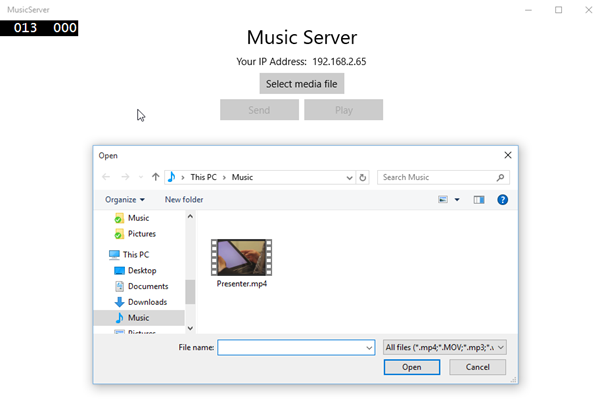 MusicServer
013 000
Music Server
Your IP Address: 192.168.2.65
Select media file
Send Play
Open
This PC Music Search Music
Organize New folder
Music
Pictures
This PC
Desktop
Documents
Downloads
Music
Pictures
Presenter.mp4
File name: All files (*.mp4;*.MOV;*.mp3;*.
Open Cancel